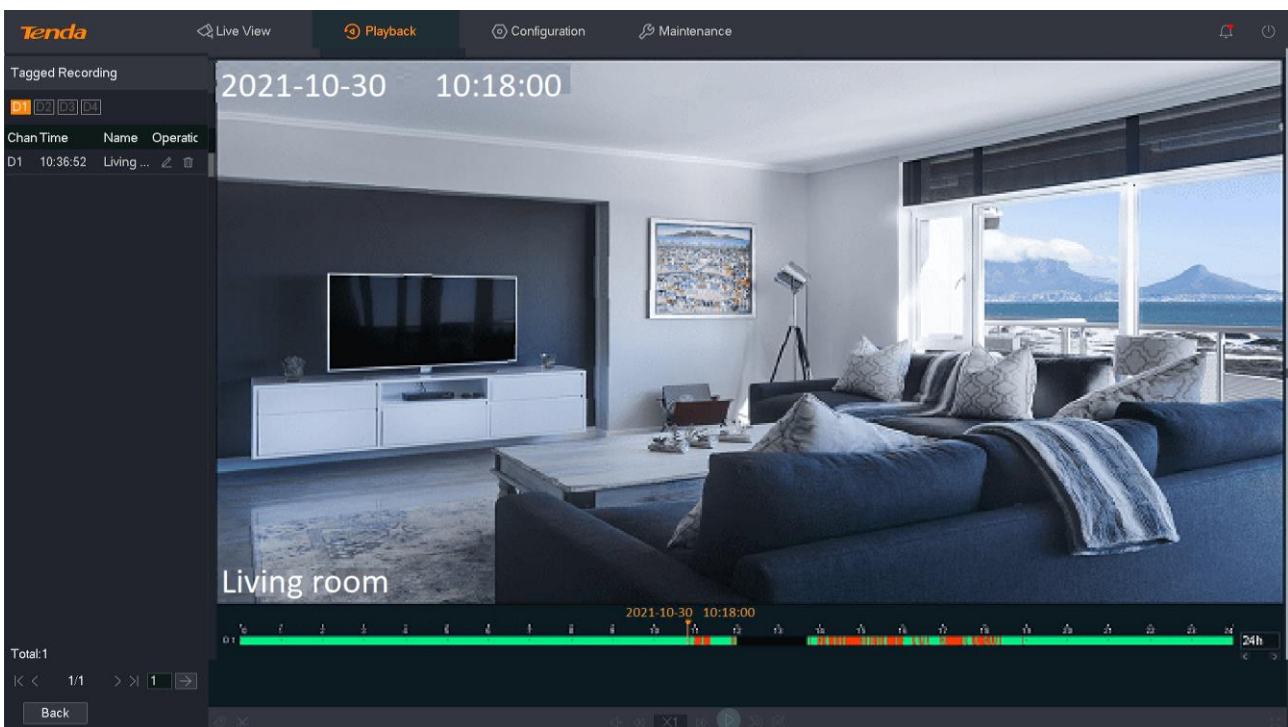 Tenda
Live View
Playback
Configuration
Maintenance
Tagged Recording
D1 D2 D3 D4
Chan Time Name Operatic
D1 10:36:52 Living ...
2021-10-30 10:18:00
Living room
2021-10-30 10:18:00
D1
24h
Total:1
1/1 1
Back
X1